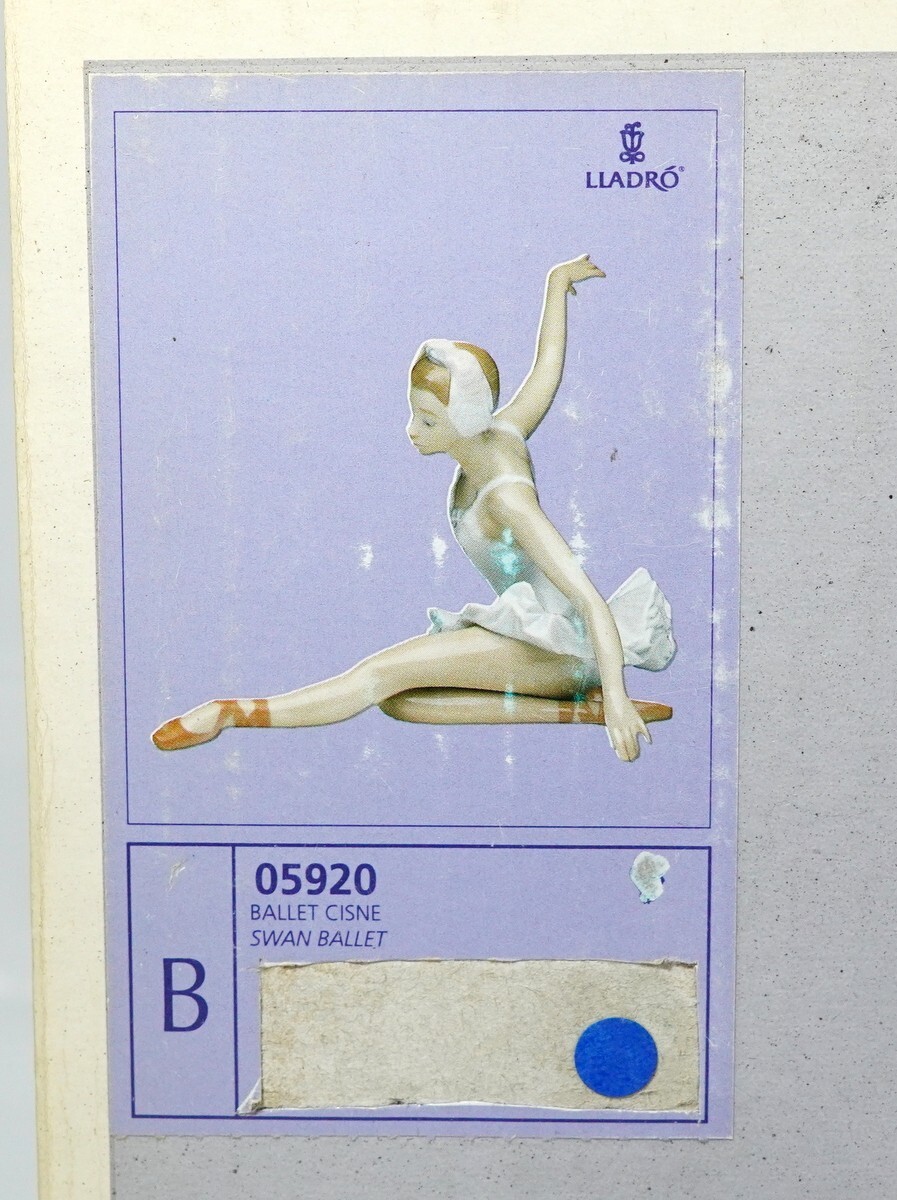 LLADRÓ®
05920
BALLET CISNE
SWAN BALLET
B